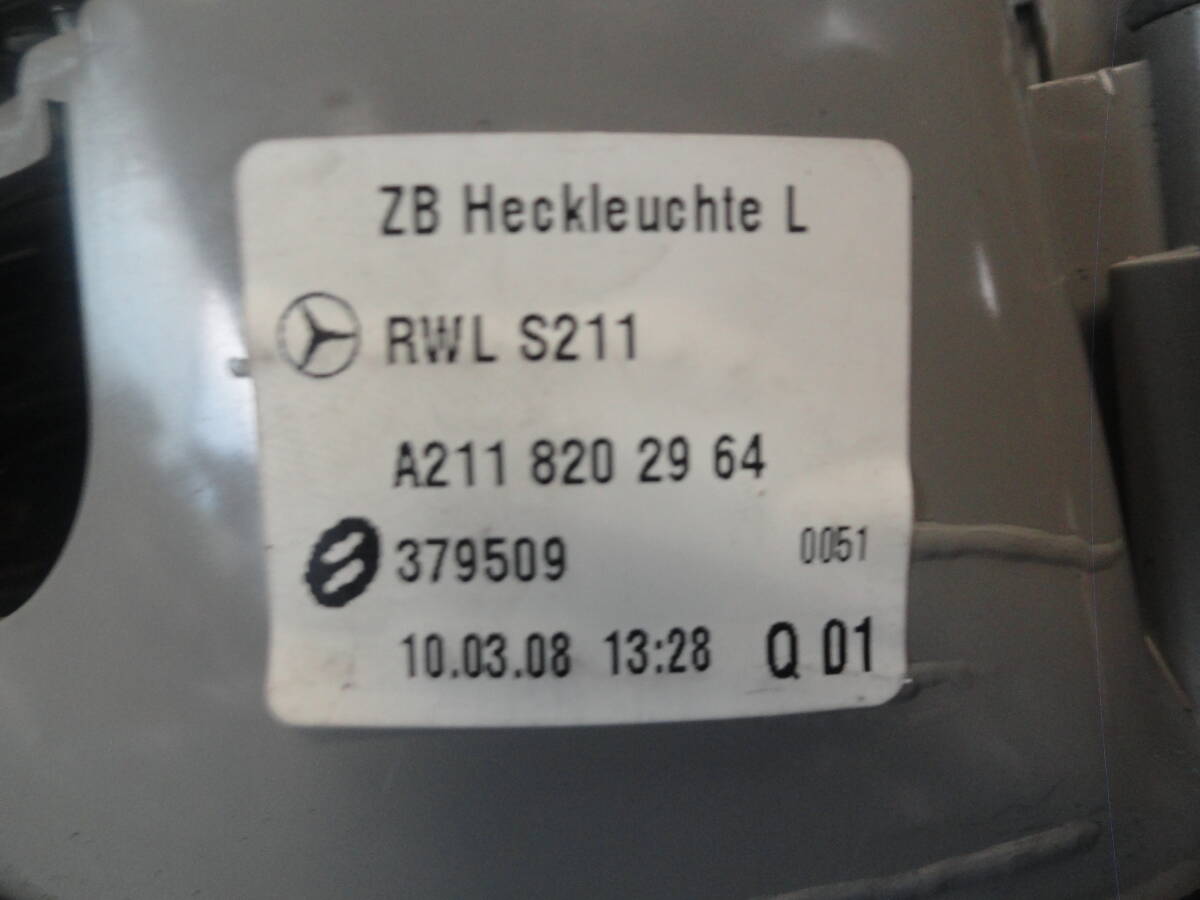 ZB Heckleuchte L
RWL S211
A211 820 29 64
379509 0051
10.03.08 13:28 Q 01